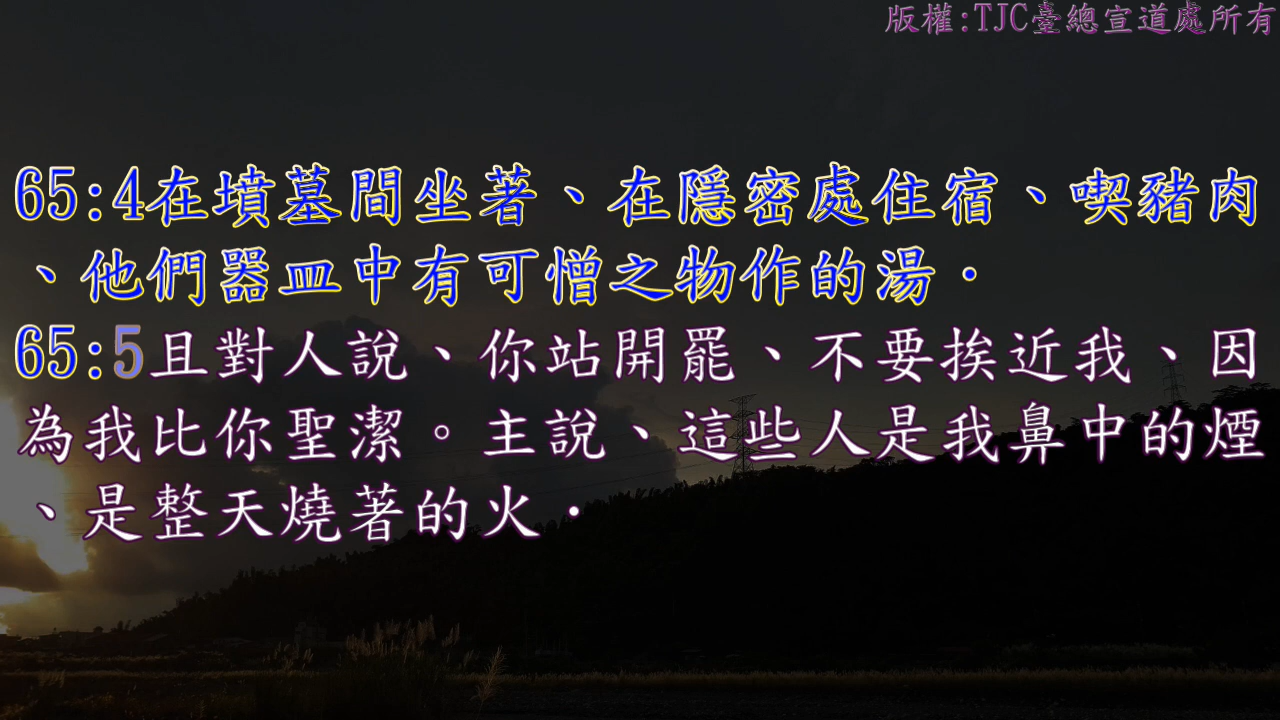 版權:TJC臺總宣道處所有
65:4在墳墓間坐著、在隱密處住宿、喫豬肉
、他們器皿中有可憎之物作的湯．
65:5且對人說、你站開罷、不要挨近我、因
為我比你聖潔。主說、這些人是我鼻中的煙
、是整天燒著的火．